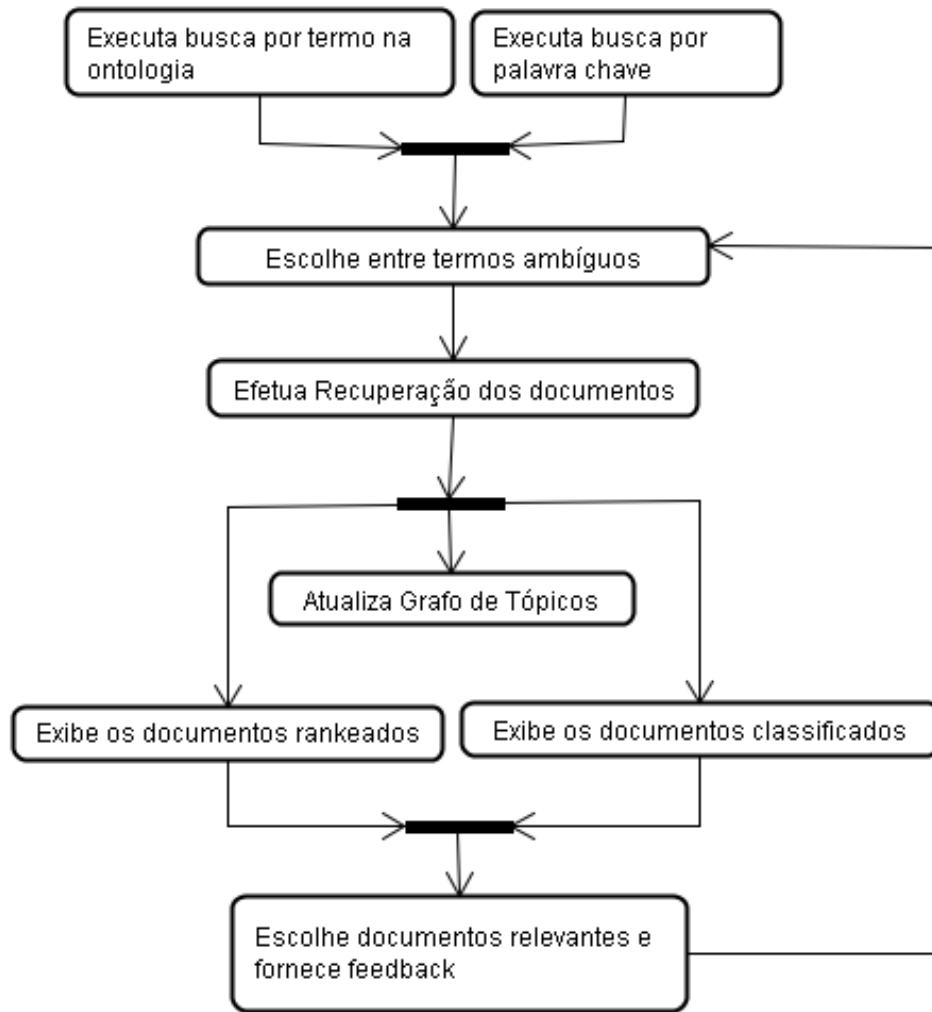 Executa busca por termo na
ontologia
Executa busca por
palavra chave
Escolhe entre termos ambíguos
Efetua Recuperação dos documentos
Atualiza Grafo de Tópicos
Exibe os documentos rankeados
Exibe os documentos classificados
Escolhe documentos relevantes e
fornece feedback